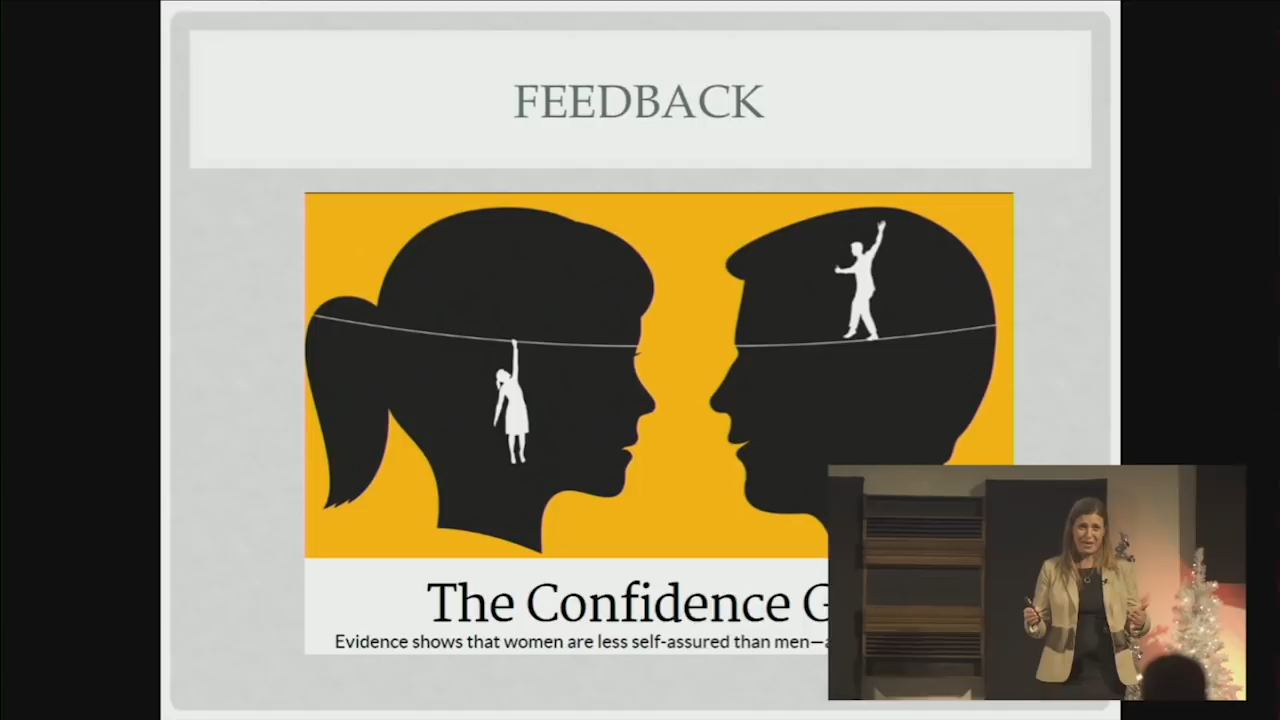 FEEDBACK
The Confidence
Evidence shows that women are less self-assured than men—